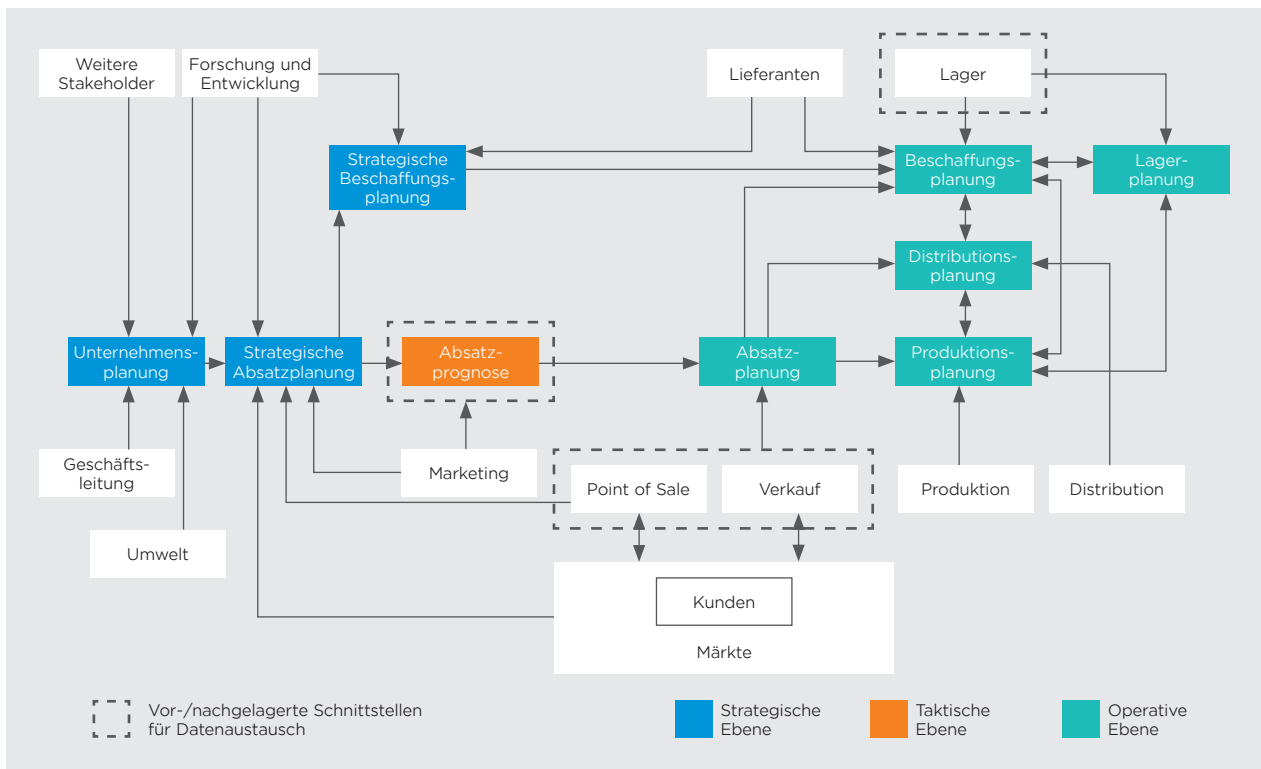 Weitere
Stakeholder
Forschung und
Entwicklung
Lieferanten
Lager
Strategische
Beschaffungs-
planung
Beschaffungs-
planung
Lager-
planung
Distributions-
planung
Unternehmens-
planung
Strategische
Absatzplanung
Absatz-
prognose
Absatz-
planung
Produktions-
planung
Geschäfts-
leitung
Marketing
Point of Sale
Verkauf
Produktion
Distribution
Umwelt
Kunden
Märkte
Vor-/nachgelagerte Schnittstellen
für Datenaustausch
Strategische
Ebene
Taktische
Ebene
Operative
Ebene